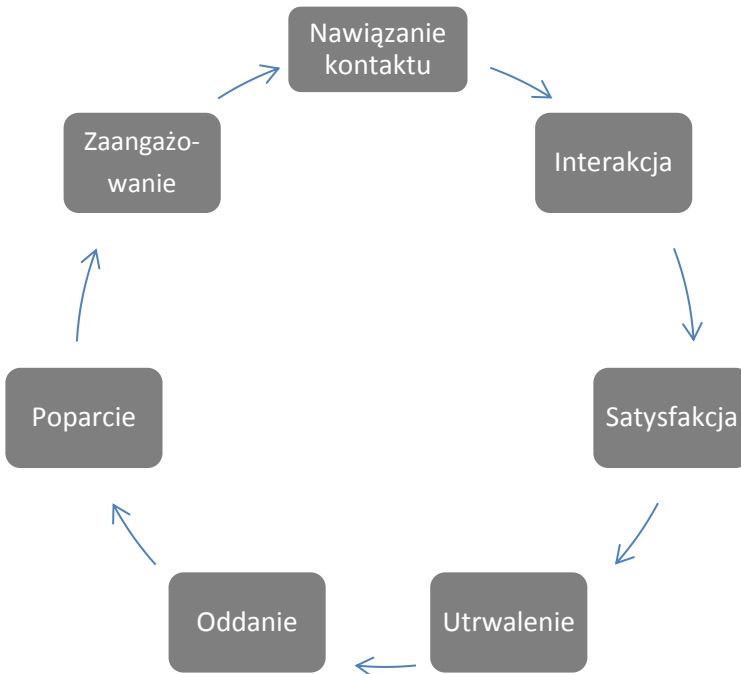 Nawiązanie
kontaktu
Interakcja
Satysfakcja
Utrwalenie
Oddanie
Poparcie
Zaangażo-
wanie